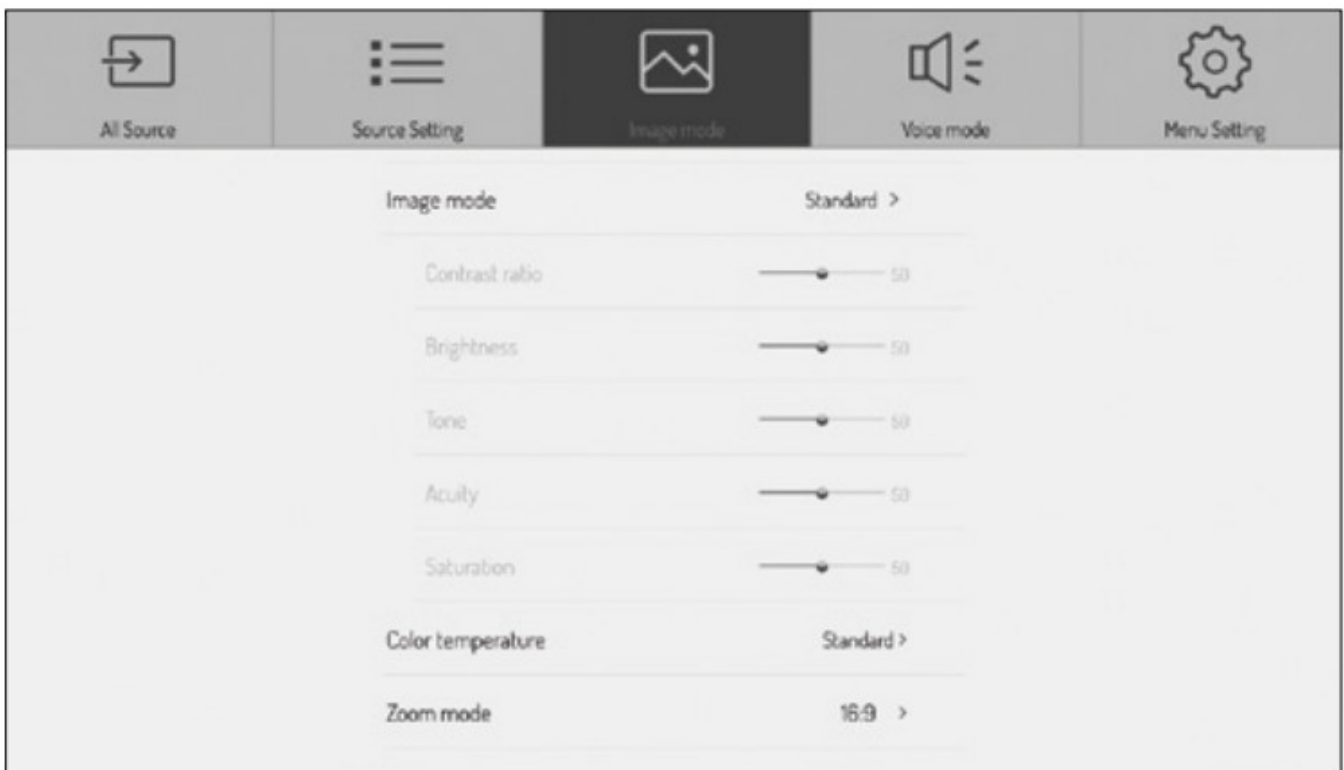 All Source
Source Setting
Image mode
Voice mode
Menu Setting
Image mode Standard >
Contrast ratio 50
Brightness 50
Tone 50
Acuity 50
Saturation 50
Color temperature Standard >
Zoom mode 16:9 >